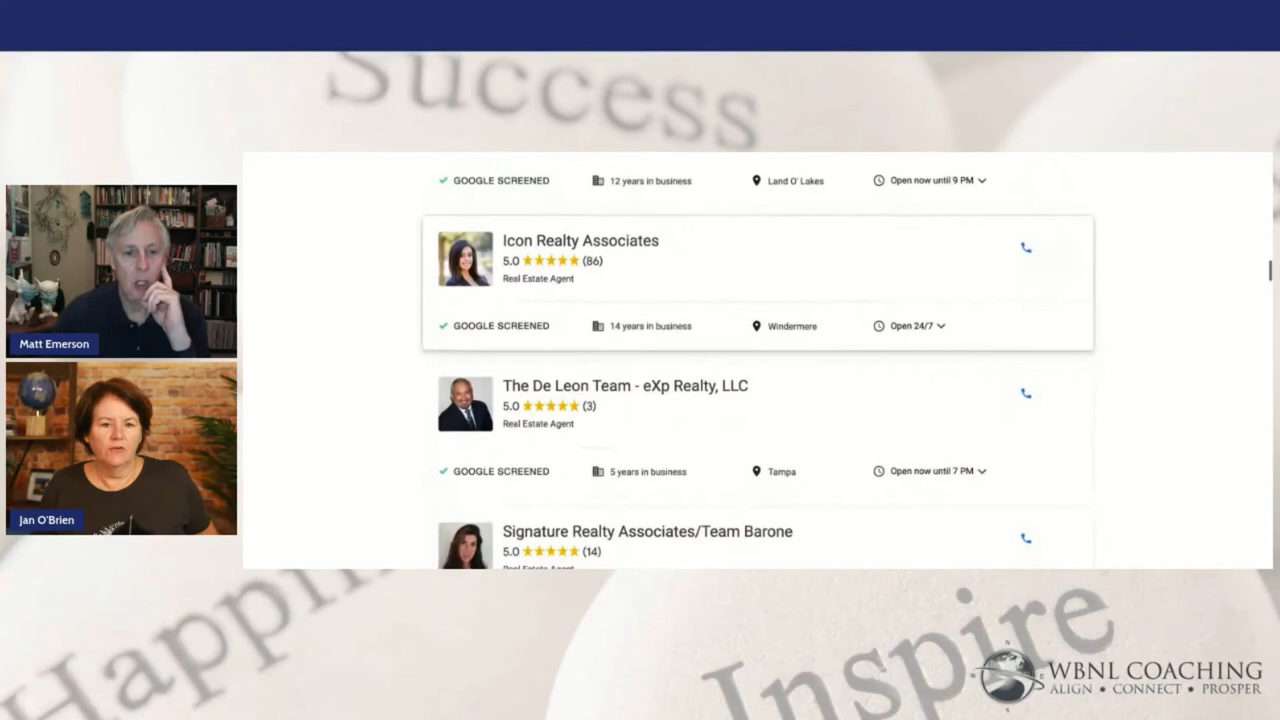 Success
GOOGLE SCREENED 12 years in business Land O' Lakes Open now until 9 PM
Icon Realty Associates
5.0 (86)
Real Estate Agent
GOOGLE SCREENED 14 years in business Windermere Open 24/7
The De Leon Team - eXp Realty, LLC
5.0 (3)
Real Estate Agent
GOOGLE SCREENED 5 years in business Tampa Open now until 7 PM
Signature Realty Associates/Team Barone
5.0 (14)
Real Estate Agent
Matt Emerson
Jan O'Brien
Happin
Inspire
WBNL COACHING
ALIGN • CONNECT • PROSPER